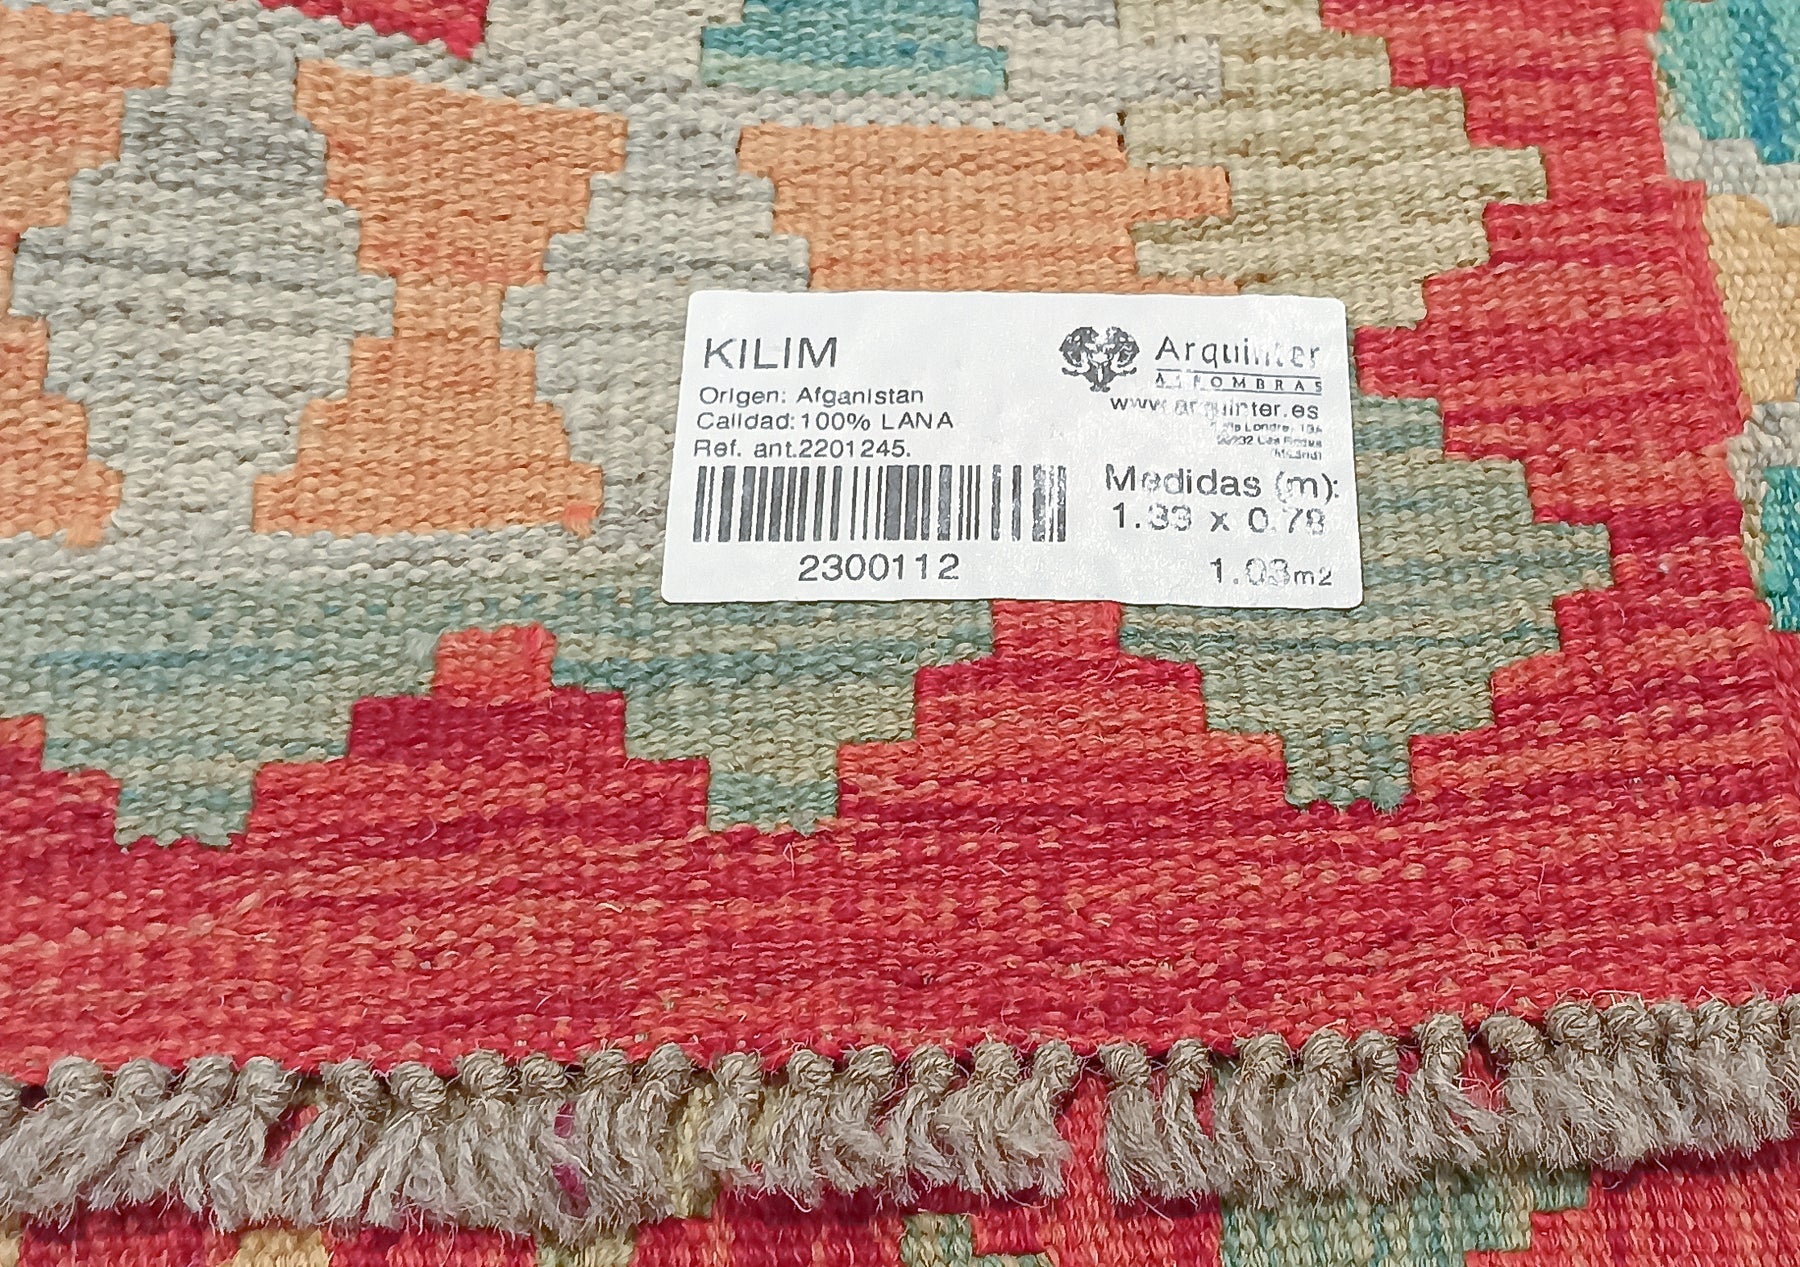 KILIM
Origen: Afganistan
Calidad:100% LANA
Ref. ant.2201245.
2300112
Arquinter
ALFOMBRAS
www.arquinter.es
Medidas (m):
1.33 x 0.78
1.03m2